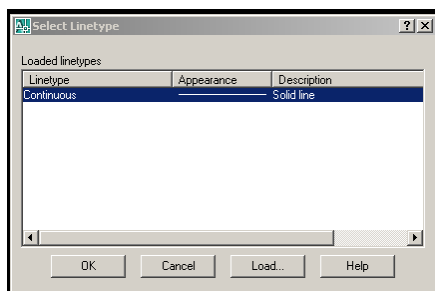 Select Linetype
Loaded linetypes
Linetype Appearance Description
Continuous Solid line
OK Cancel Load... Help